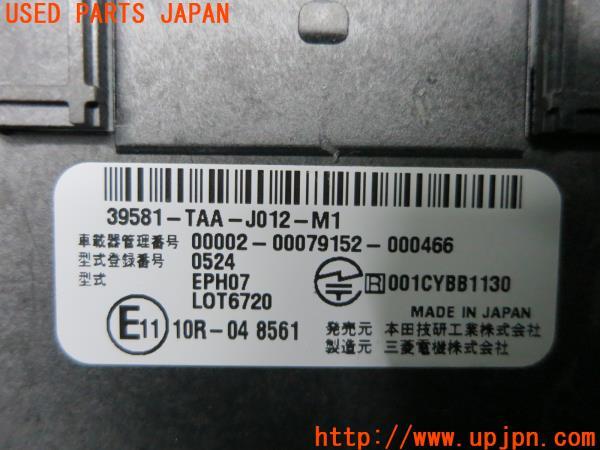 USED PARTS JAPAN
39581-TAA-J012-M1
車載器管理番号 00002-00079152-000466
型式登録番号 0524
型式 EPH07
LOT6720
R 001CYBB1130
MADE IN JAPAN
E11 10R-04 8561
発売元 本田技研工業株式会社
製造元 三菱電機株式会社
UPJ http://www.upjpn.com/